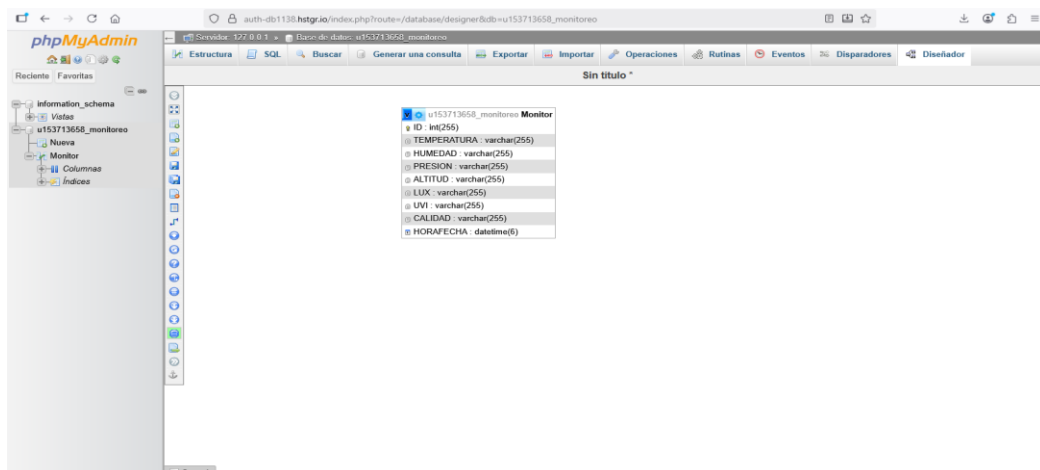 auth-db1138.hstgr.io/index.php?route=/database/designer&db=u153713658_monitoreo
phpMyAdmin
Reciente Favoritas
information_schema
Vistas
u153713658_monitoreo
Nueva
Monitor
Columnas
Índices
Servidor: 127.0.0.1 » Base de datos: u153713658_monitoreo
Estructura SQL Buscar Generar una consulta Exportar Importar Operaciones Rutinas Eventos Disparadores Diseñador
Sin título *
u153713658_monitoreo Monitor
ID : int(255)
TEMPERATURA : varchar(255)
HUMEDAD : varchar(255)
PRESION : varchar(255)
ALTITUD : varchar(255)
LUX : varchar(255)
UVI : varchar(255)
CALIDAD : varchar(255)
HORAFECHA : datetime(6)